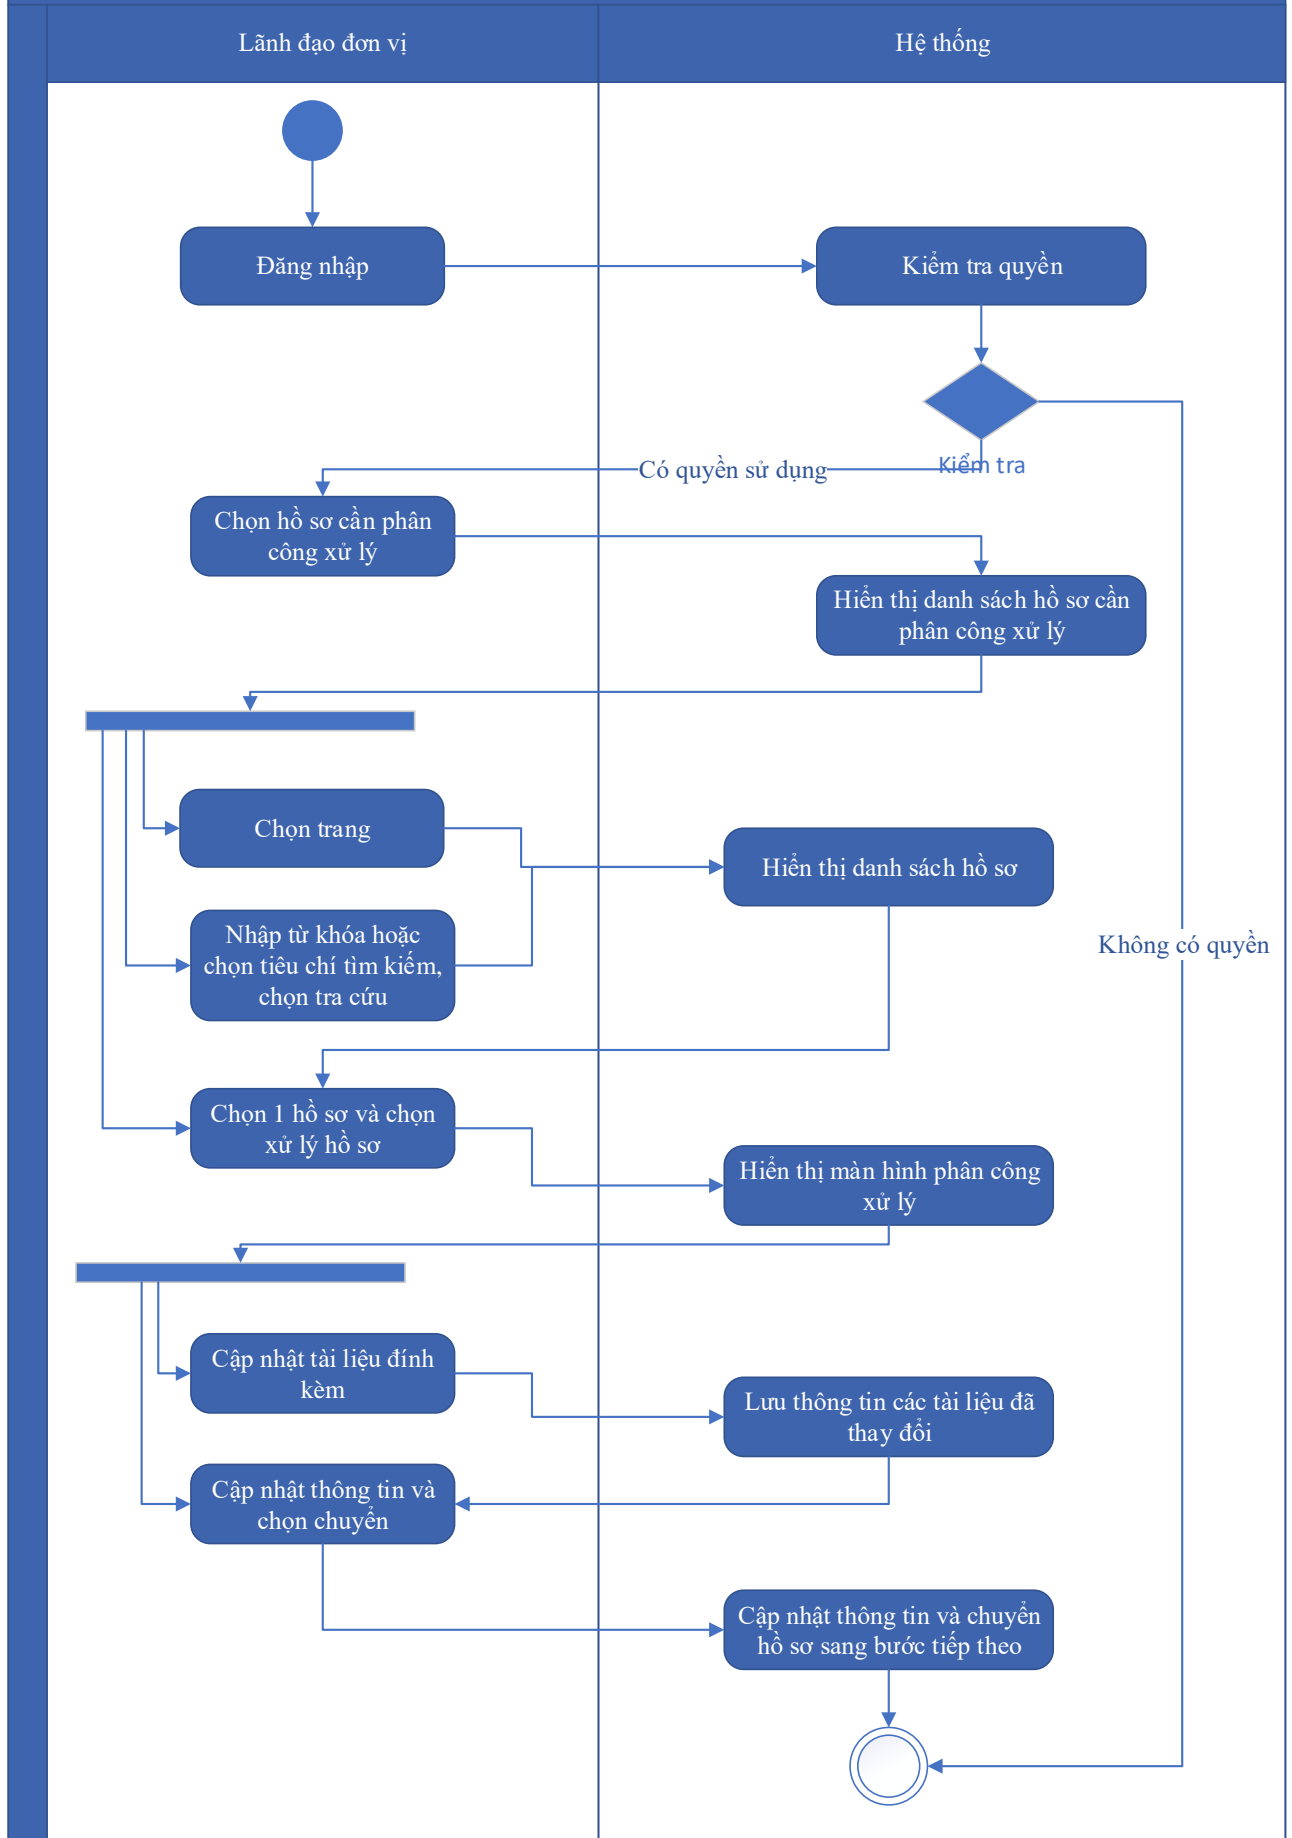 Lãnh đạo đơn vị
Hệ thống
Đăng nhập
Kiểm tra quyền
Kiểm tra
Có quyền sử dụng
Chọn hồ sơ cần phân
công xử lý
Hiển thị danh sách hồ sơ cần
phân công xử lý
Chọn trang
Hiển thị danh sách hồ sơ
Nhập từ khóa hoặc
chọn tiêu chí tìm kiếm,
chọn tra cứu
Không có quyền
Chọn 1 hồ sơ và chọn
xử lý hồ sơ
Hiển thị màn hình phân công
xử lý
Cập nhật tài liệu đính
kèm
Lưu thông tin các tài liệu đã
thay đổi
Cập nhật thông tin và
chọn chuyển
Cập nhật thông tin và chuyển
hồ sơ sang bước tiếp theo